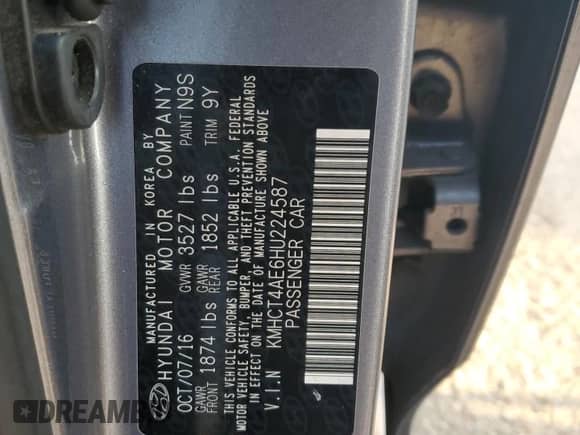 MANUFACTURED IN KOREA BY
HYUNDAI MOTOR COMPANY
OCT/07/16 GVWR 3527 lbs PAINT N9S
GAWR FRONT 1874 lbs GAWR REAR 1852 lbs TRIM 9Y
THIS VEHICLE CONFORMS TO ALL APPLICABLE U.S.A. FEDERAL
MOTOR VEHICLE SAFETY, BUMPER, AND THEFT PREVENTION STANDARDS
IN EFFECT ON THE DATE OF MANUFACTURE SHOWN ABOVE
V.I.N KMHCT4AE6HU224587
PASSENGER CAR